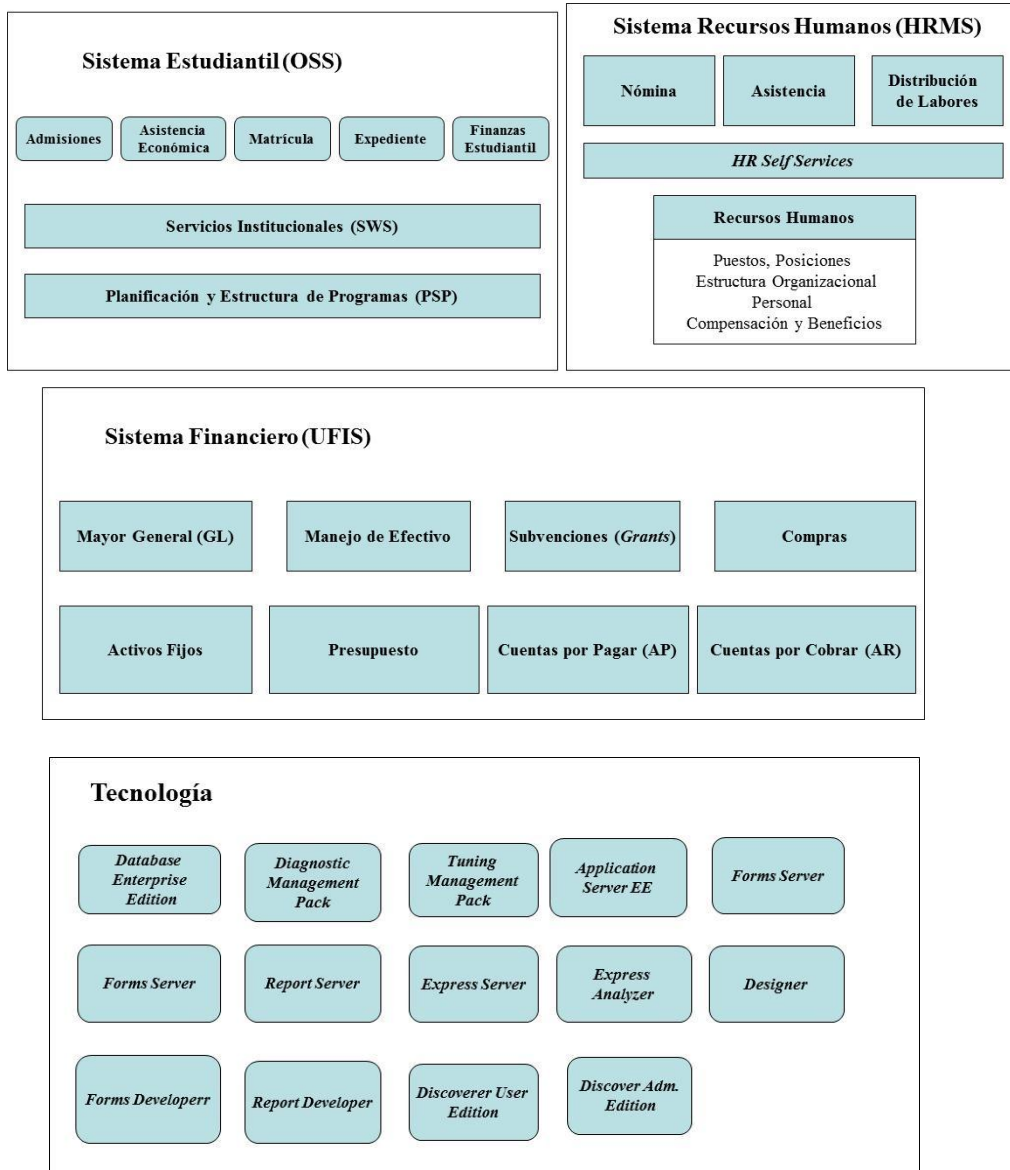 Sistema Estudiantil (OSS)
Admisiones
Asistencia
Económica
Matrícula
Expediente
Finanzas
Estudiantil
Servicios Institucionales (SWS)
Planificación y Estructura de Programas (PSP)
Sistema Recursos Humanos (HRMS)
Nómina
Asistencia
Distribución
de Labores
HR Self Services
Recursos Humanos
Puestos, Posiciones
Estructura Organizacional
Personal
Compensación y Beneficios
Sistema Financiero (UFIS)
Mayor General (GL)
Manejo de Efectivo
Subvenciones (Grants)
Compras
Activos Fijos
Presupuesto
Cuentas por Pagar (AP)
Cuentas por Cobrar (AR)
Tecnología
Database
Enterprise
Edition
Diagnostic
Management
Pack
Tuning
Management
Pack
Application
Server EE
Forms Server
Forms Server
Report Server
Express Server
Express
Analyzer
Designer
Forms Developerr
Report Developer
Discoverer User
Edition
Discover Adm.
Edition